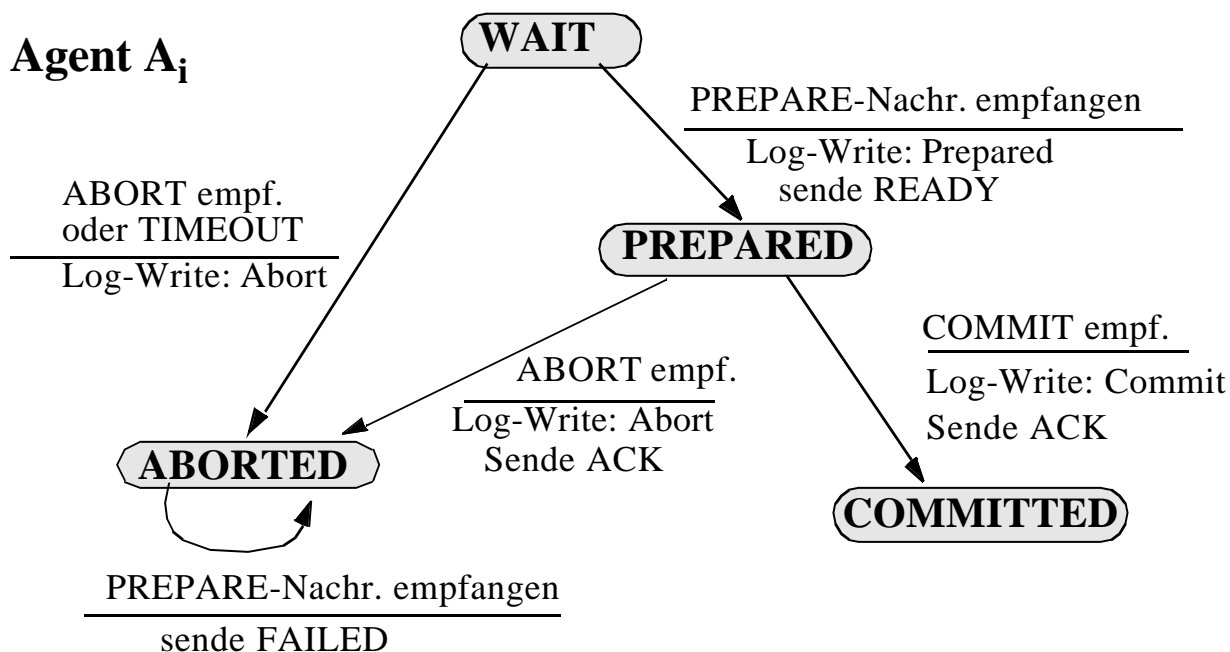 Agent Ai
WAIT
PREPARE-Nachr. empfangen
Log-Write: Prepared
sende READY
ABORT empf.
oder TIMEOUT
Log-Write: Abort
PREPARED
COMMIT empf.
Log-Write: Commit
Sende ACK
ABORT empf.
Log-Write: Abort
Sende ACK
ABORTED
COMMITTED
PREPARE-Nachr. empfangen
sende FAILED